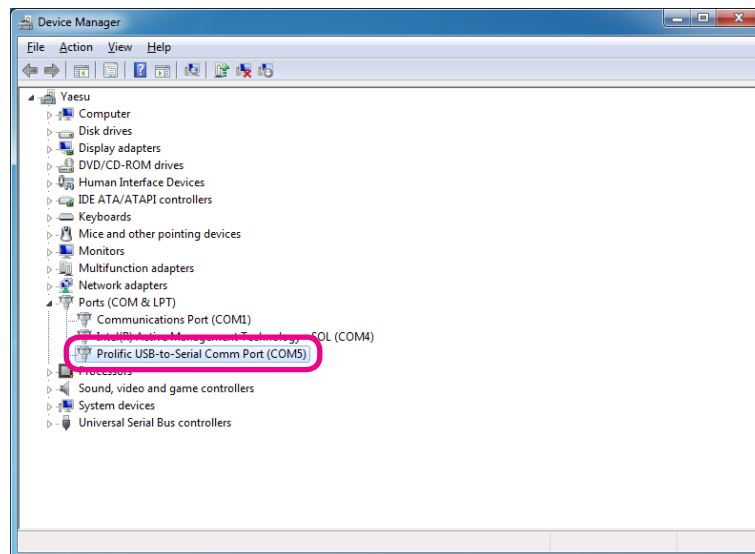 Device Manager
File Action View Help
Yaesu
Computer
Disk drives
Display adapters
DVD/CD-ROM drives
Human Interface Devices
IDE ATA/ATAPI controllers
Keyboards
Mice and other pointing devices
Monitors
Multifunction adapters
Network adapters
Ports (COM & LPT)
Communications Port (COM1)
Intel(R) Active Management Technology - SOL (COM4)
Prolific USB-to-Serial Comm Port (COM5)
Processors
Sound, video and game controllers
System devices
Universal Serial Bus controllers